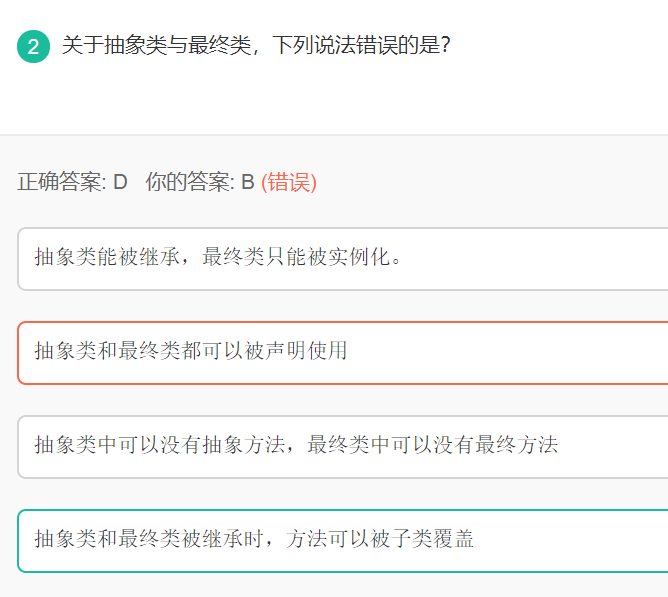 2 关于抽象类与最终类，下列说法错误的是？
正确答案: D 你的答案: B (错误)
抽象类能被继承，最终类只能被实例化。
抽象类和最终类都可以被声明使用
抽象类中可以没有抽象方法，最终类中可以没有最终方法
抽象类和最终类被继承时，方法可以被子类覆盖